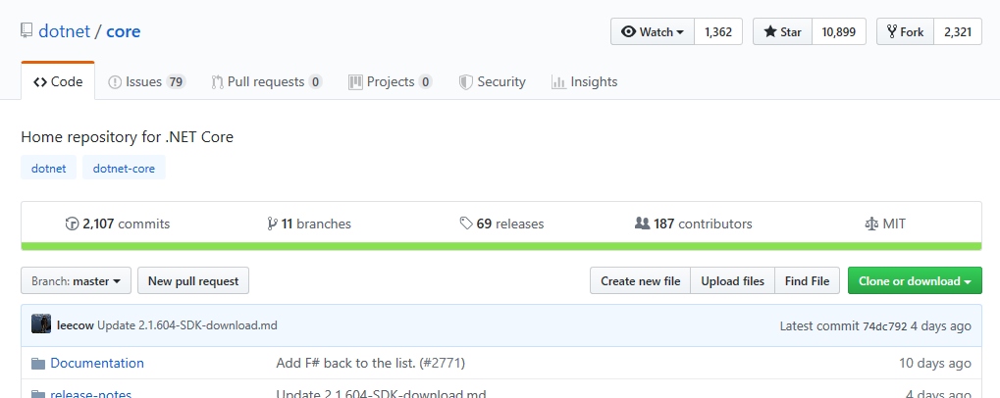 dotnet / core
Watch 1,362 Star 10,899 Fork 2,321
Code Issues 79 Pull requests 0 Projects 0 Security Insights
Home repository for .NET Core
dotnet dotnet-core
2,107 commits 11 branches 69 releases 187 contributors MIT
Branch: master New pull request Create new file Upload files Find File Clone or download
leecow Update 2.1.604-SDK-download.md Latest commit 74dc792 4 days ago
Documentation Add F# back to the list. (#2771) 10 days ago
release-notes Update 2.1.604-SDK-download.md 4 days ago